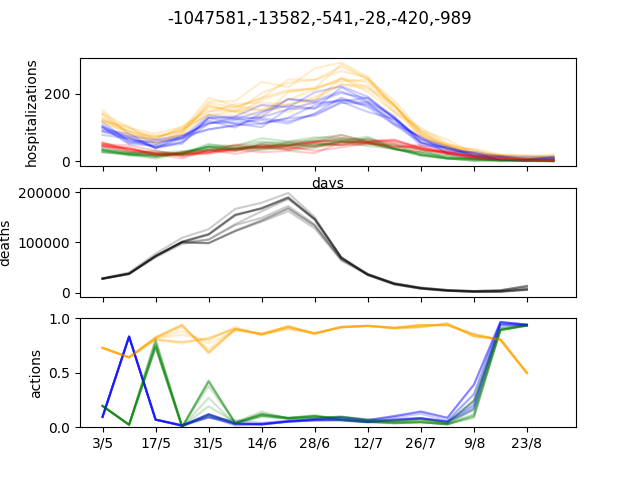 -1047581,-13582,-541,-28,-420,-989
hospitalizations
200
0
days
deaths
200000
100000
0
actions
1.0
0.5
0.0
3/5 17/5 31/5 14/6 28/6 12/7 26/7 9/8 23/8